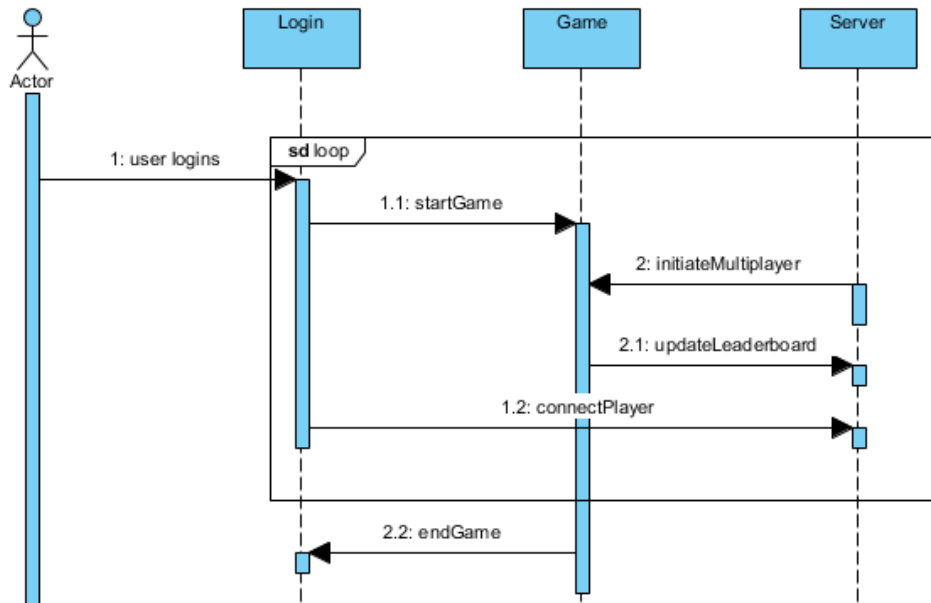 Login
Game
Server
Actor
sd loop
1: user logins
1.1: startGame
2: initiateMultiplayer
2.1: updateLeaderboard
1.2: connectPlayer
2.2: endGame